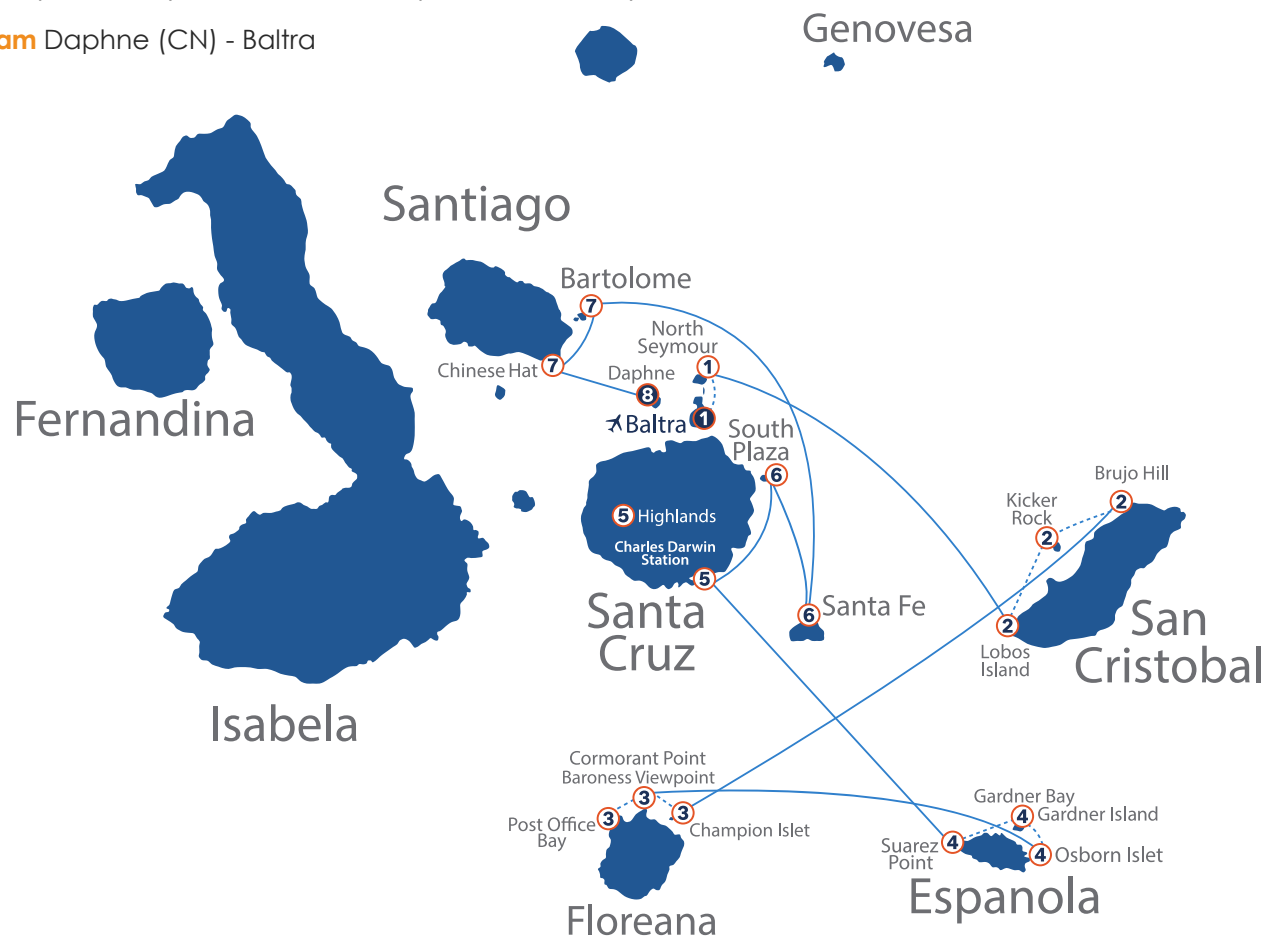 am Daphne (CN) - Baltra
Genovesa
Santiago
Bartolome
7
North
Seymour
1
7
Chinese Hat
Daphne
8
Baltra
1
Fernandina
South
Plaza
6
Brujo Hill
2
Kicker
Rock
2
5 Highlands
Charles Darwin
Station
5
Santa
Cruz
6
Santa Fe
2
Lobos
Island
San
Cristobal
Isabela
Cormorant Point
Baroness Viewpoint
3
Post Office
Bay
3
3
Champion Islet
Gardner Bay
4
Gardner Island
Suarez
Point
4
4
Osborn Islet
Espanola
Floreana